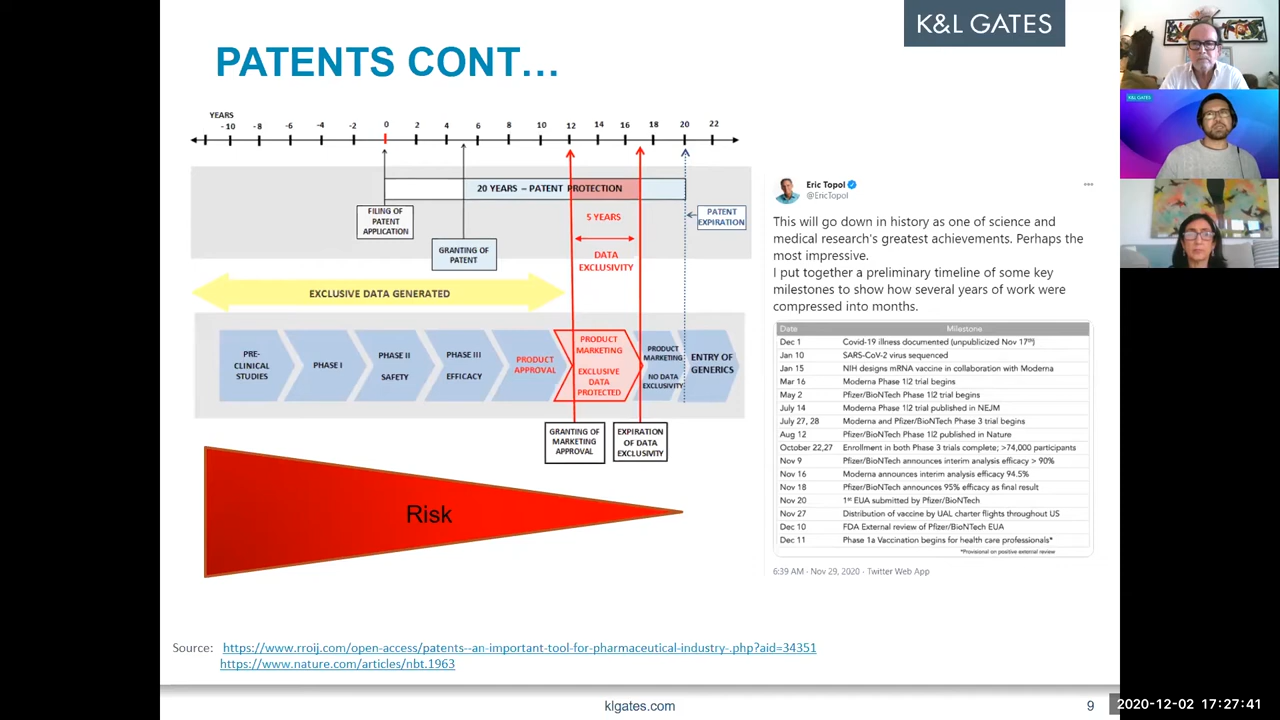 K&L GATES
PATENTS CONT…
YEARS
-10 -8 -6 -4 -2 0 2 4 6 8 10 12 14 16 18 20 22
20 YEARS – PATENT PROTECTION
FILING OF
PATENT
APPLICATION
GRANTING OF
PATENT
5 YEARS
DATA
EXCLUSIVITY
PATENT
EXPIRATION
EXCLUSIVE DATA GENERATED
PRE-
CLINICAL
STUDIES
PHASE I
PHASE II
SAFETY
PHASE III
EFFICACY
PRODUCT
APPROVAL
PRODUCT
MARKETING
EXCLUSIVE
DATA
PROTECTED
PRODUCT
MARKETING
NO DATA
EXCLUSIVITY
ENTRY OF
GENERICS
GRANTING OF
MARKETING
APPROVAL
EXPIRATION
OF DATA
EXCLUSIVITY
Risk
Eric Topol
@EricTopol
This will go down in history as one of science and
medical research's greatest achievements. Perhaps the
most impressive.
I put together a preliminary timeline of some key
milestones to show how several years of work were
compressed into months.
Date Milestone
Dec 1 Covid-19 illness documented (unpublicized Nov 17th)
Jan 10 SARS-CoV-2 virus sequenced
Jan 15 NIH designs mRNA vaccine in collaboration with Moderna
Mar 16 Moderna Phase 1|2 trial begins
May 2 Pfizer/BioNTech Phase 1|2 trial begins
July 14 Moderna Phase 1|2 trial published in NEJM
July 27, 28 Moderna and Pfizer/BioNTech Phase 3 trial begins
Aug 12 Pfizer/BioNTech Phase 1|2 published in Nature
October 22,27 Enrollment in both Phase 3 trials complete; >74,000 participants
Nov 9 Pfizer/BioNTech announces interim analysis efficacy > 90%
Nov 16 Moderna announces interim analysis efficacy 94.5%
Nov 18 Pfizer/BioNTech announces 95% efficacy as final result
Nov 20 1st EUA submitted by Pfizer/BioNTech
Nov 27 Distribution of vaccine by UAL charter flights throughout US
Dec 10 FDA External review of Pfizer/BioNTech EUA
Dec 11 Phase 1a Vaccination begins for health care professionals*
*Provisional on positive external review
6:39 AM · Nov 29, 2020 · Twitter Web App
Source: https://www.rroij.com/open-access/patents--an-important-tool-for-pharmaceutical-industry-.php?aid=34351
https://www.nature.com/articles/nbt.1963
klgates.com
9
K&L GATES
2020-12-02 17:27:41